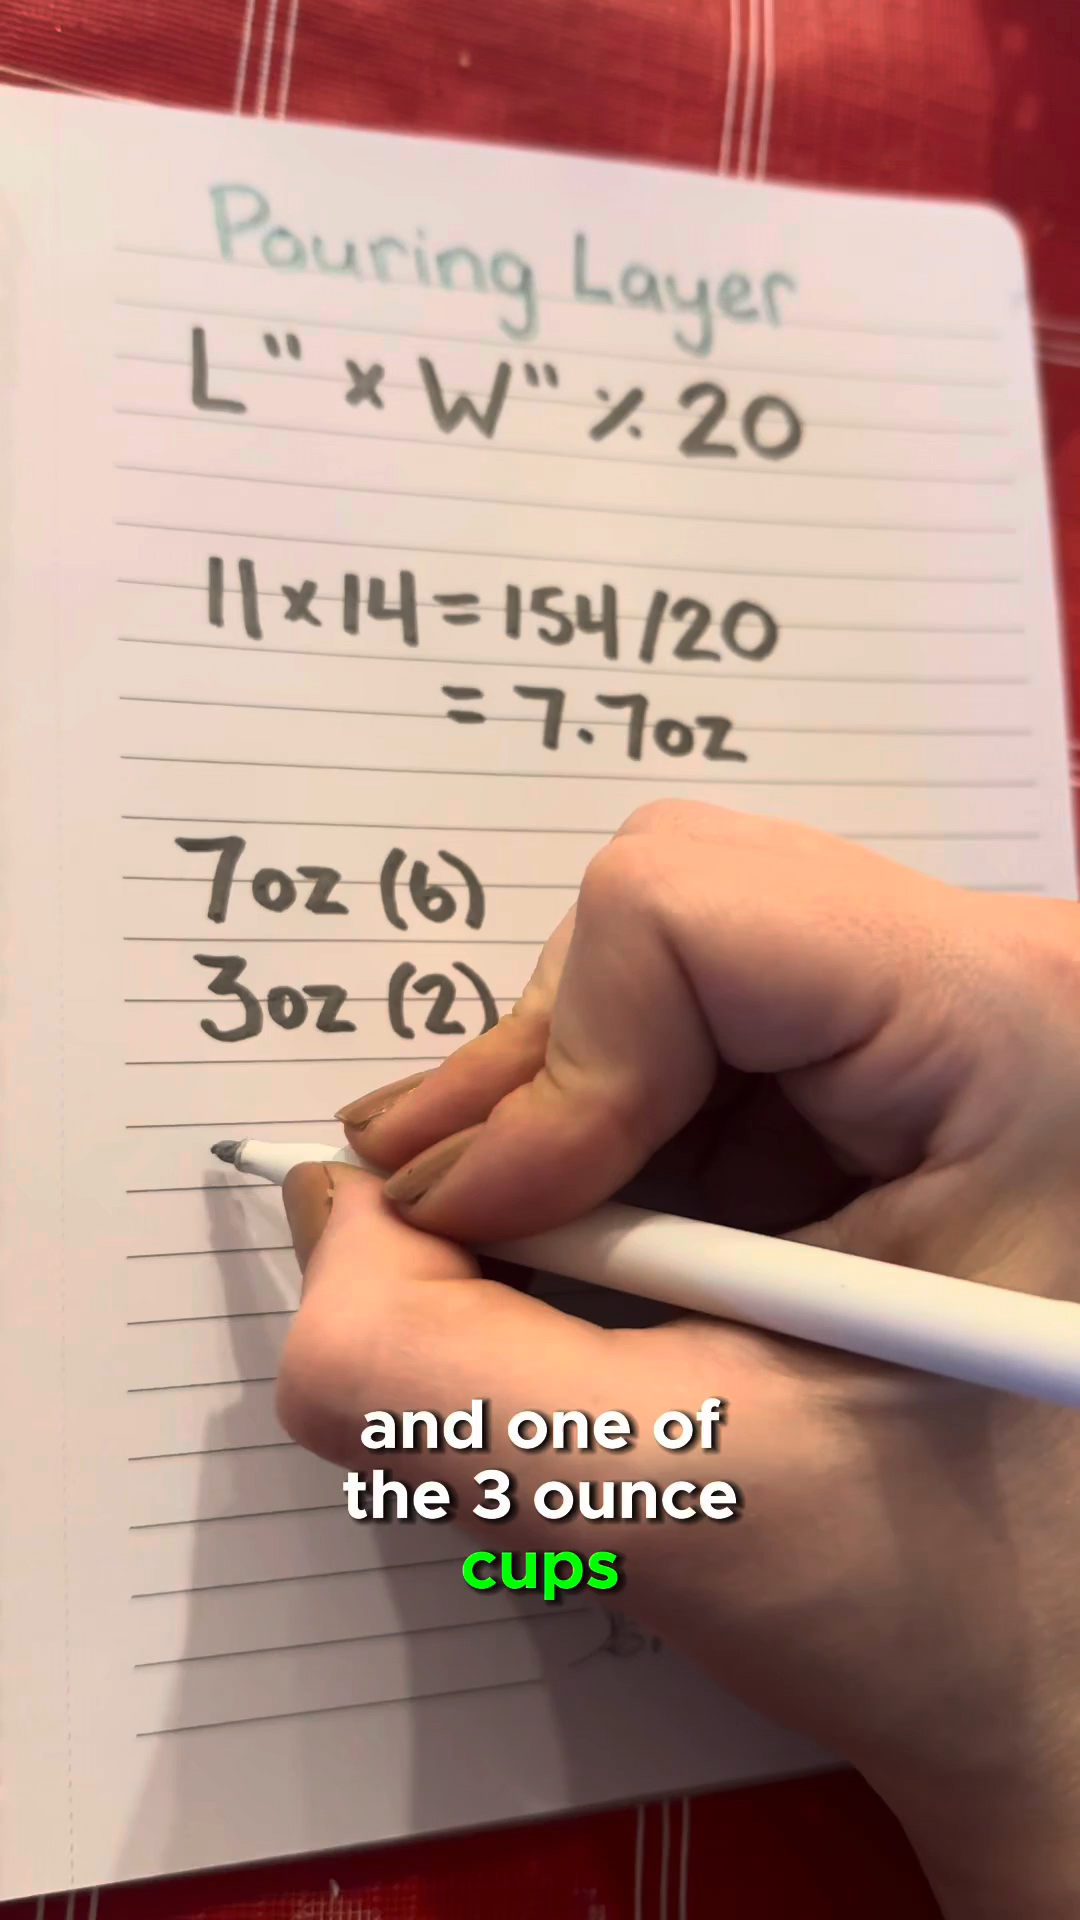 Pouring Layer
L" x W" ٪ 20
11 x 14 = 154/20
= 7.7oz
7oz (6)
3oz (2)
and one of
the 3 ounce
cups